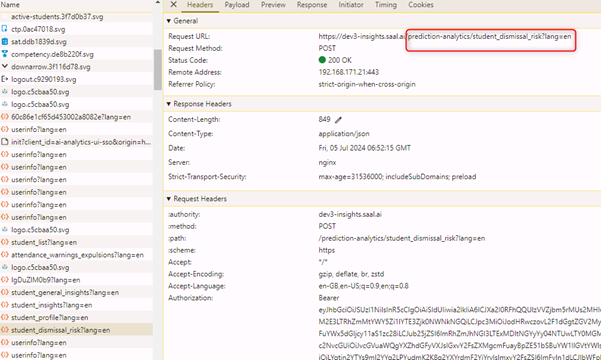 Name
active-students.3f7d0b37.svg
ctp.0ac47018.svg
sat.ddb1839d.svg
competency.de8b220f.svg
downarrow.3f116d78.svg
logout.c9290193.svg
logo.c5cbaa50.svg
logo.c5cbaa50.svg
60c86e1cf65d453002a8082e?lang=en
userinfo?lang=en
init?client_id=ai-analytics-ui-sso&origin=h...
userinfo?lang=en
userinfo?lang=en
userinfo?lang=en
userinfo?lang=en
userinfo?lang=en
userinfo?lang=en
logo.c5cbaa50.svg
student_list?lang=en
attendance_warnings_expulsions?lang=en
logo.c5cbaa50.svg
lgDuZIM0b9?lang=en
student_general_insights?lang=en
student_insights?lang=en
student_profile?lang=en
student_dismissal_risk?lang=en
userinfo?lang=en
userinfo?lang=en
Headers Payload Preview Response Initiator Timing Cookies
General
Request URL: https://dev3-insights.saal.ai/prediction-analytics/student_dismissal_risk?lang=en
Request Method: POST
Status Code: 200 OK
Remote Address: 192.168.171.21:443
Referrer Policy: strict-origin-when-cross-origin
Response Headers
Content-Length: 849
Content-Type: application/json
Date: Fri, 05 Jul 2024 06:52:15 GMT
Server: nginx
Strict-Transport-Security: max-age=31536000; includeSubDomains; preload
Request Headers
:authority: dev3-insights.saal.ai
:method: POST
:path: /prediction-analytics/student_dismissal_risk?lang=en
:scheme: https
Accept: */*
Accept-Encoding: gzip, deflate, br, zstd
Accept-Language: en-GB,en-US;q=0.9,en;q=0.8
Authorization: Bearer